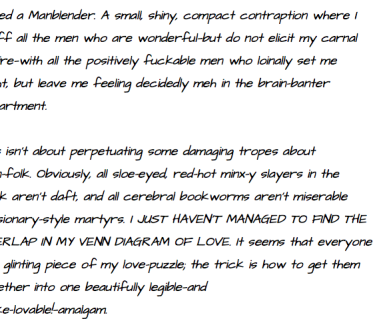 ed a Manblender. A small, shiny, compact contraption where I
ff all the men who are wonderful-but do not elicit my carnal
re-with all the positively fuckable men who loinally set me
t, but leave me feeling decidedly meh in the brain-banter
artment.
isn't about perpetuating some damaging tropes about
-folk. Obviously, all sloe-eyed, red-hot minx-y slayers in the
k aren't daft, and all cerebral bookworms aren't miserable
sionary-style martyrs. I JUST HAVEN'T MANAGED TO FIND THE
ERLAP IN MY VENN DIAGRAM OF LOVE. It seems that everyone
glinting piece of my love-puzzle; the trick is how to get them
ether into one beautifully legible-and
e-lovable!-amalgam.